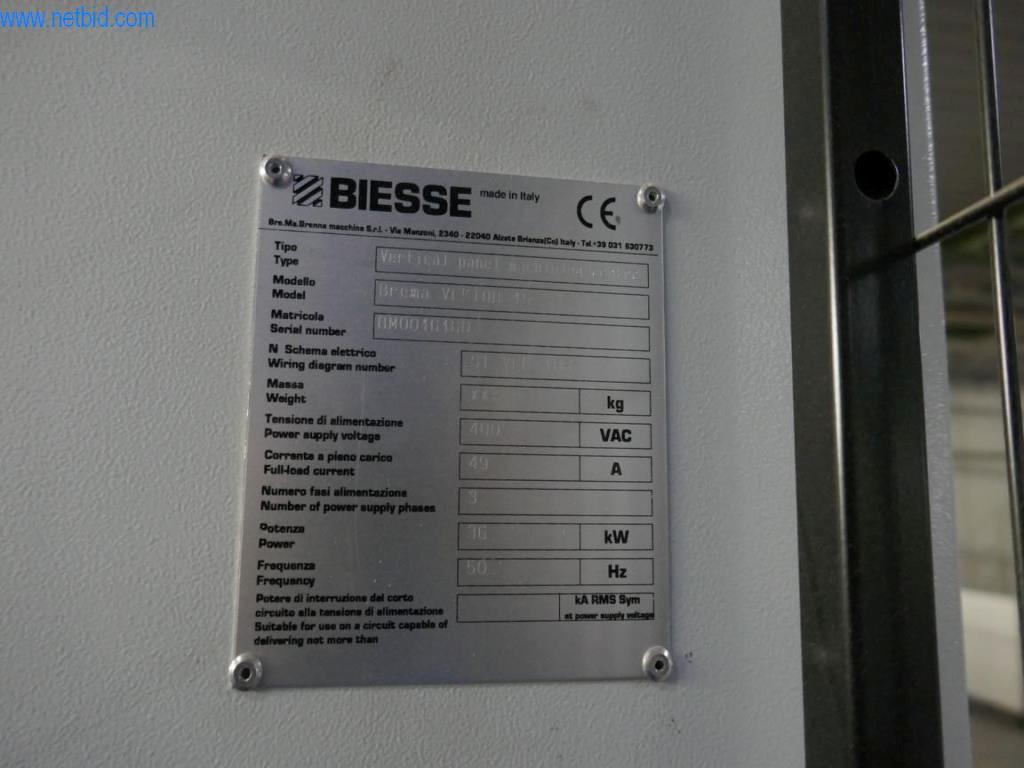 www.netbid.com
BIESSE made in Italy CE
Bre.Ma.Brenna macchine S.r.l. - Via Manzoni, 2340 - 22040 Alzate Brianza(Co) Italy - Tel.+39 031 630773
Tipo
Type
Vertical panel machining
Modello
Model
Brema
Matricola
Serial number
N Schema elettrico
Wiring diagram number
Massa
Weight
kg
Tensione di alimentazione
Power supply voltage
400 VAC
Corrente a pieno carico
Full-load current
49 A
Numero fasi alimentazione
Number of power supply phases
3
Potenza
Power
36 kW
Frequenza
Frequency
50 Hz
Potere di interruzione del corto
circuito alla tensione di alimentazione
Suitable for use on a circuit capable of
delivering not more than
kA RMS Sym
at power supply voltage